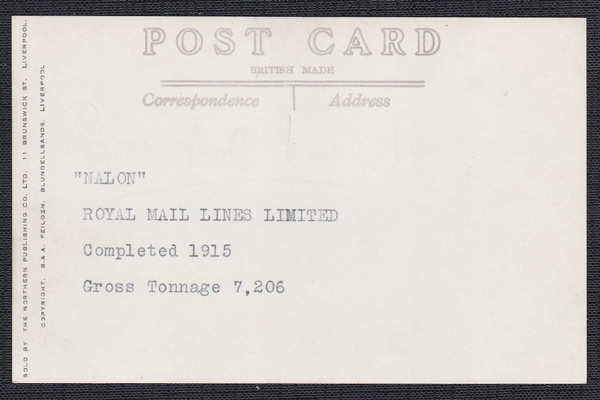 POST CARD
BRITISH MADE
Correspondence
Address
"NALON"
ROYAL MAIL LINES LIMITED
Completed 1915
Gross Tonnage 7,206
SOLD BY THE NORTHERN PUBLISHING CO. LTD. 11 BRUNSWICK ST. LIVERPOOL.
COPYRIGHT. B.& A. FEILDEN. BLUNDELLSANDS, LIVERPOOL